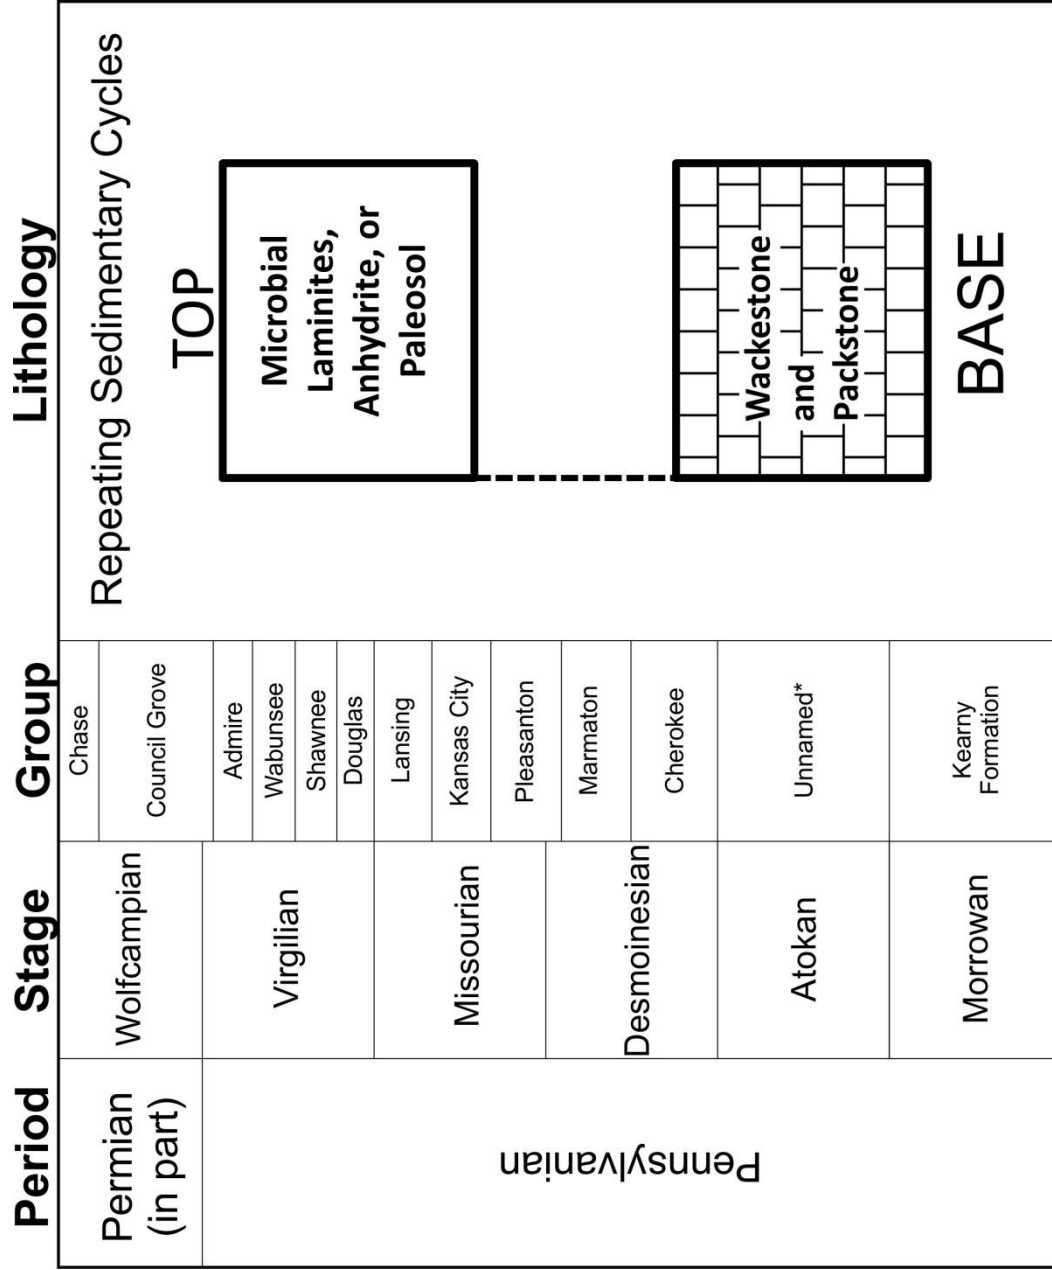 Period
Stage
Group
Lithology
Permian
(in part)
Pennsylvanian
Wolfcampian
Virgilian
Missourian
Desmoinesian
Atokan
Morrowan
Chase
Council Grove
Admire
Wabunsee
Shawnee
Douglas
Lansing
Kansas City
Pleasanton
Marmaton
Cherokee
Unnamed*
Kearny
Formation
Repeating Sedimentary Cycles
TOP
Microbial
Laminites,
Anhydrite, or
Paleosol
Wackestone
and
Packstone
BASE